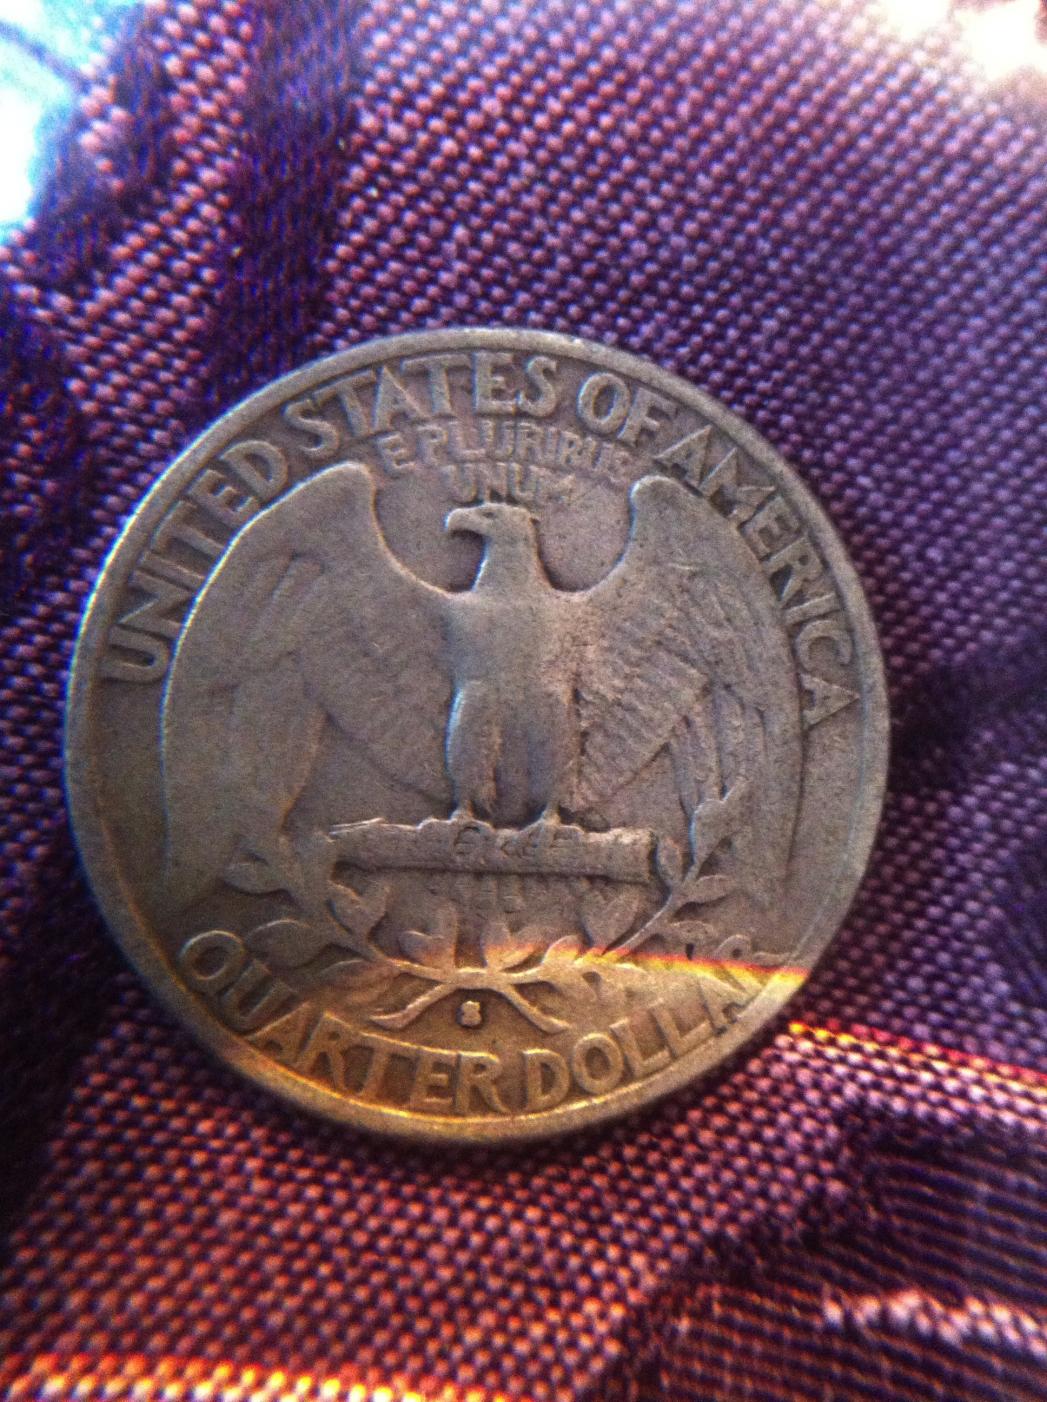 UNITED STATES OF AMERICA
E PLURIBUS
UNUM
S
QUARTER DOLLAR